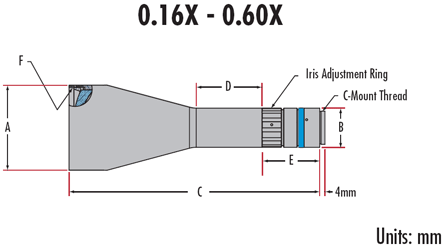 0.16X - 0.60X
F
D
Iris Adjustment Ring
C-Mount Thread
A
B
E
C
4mm
Units: mm